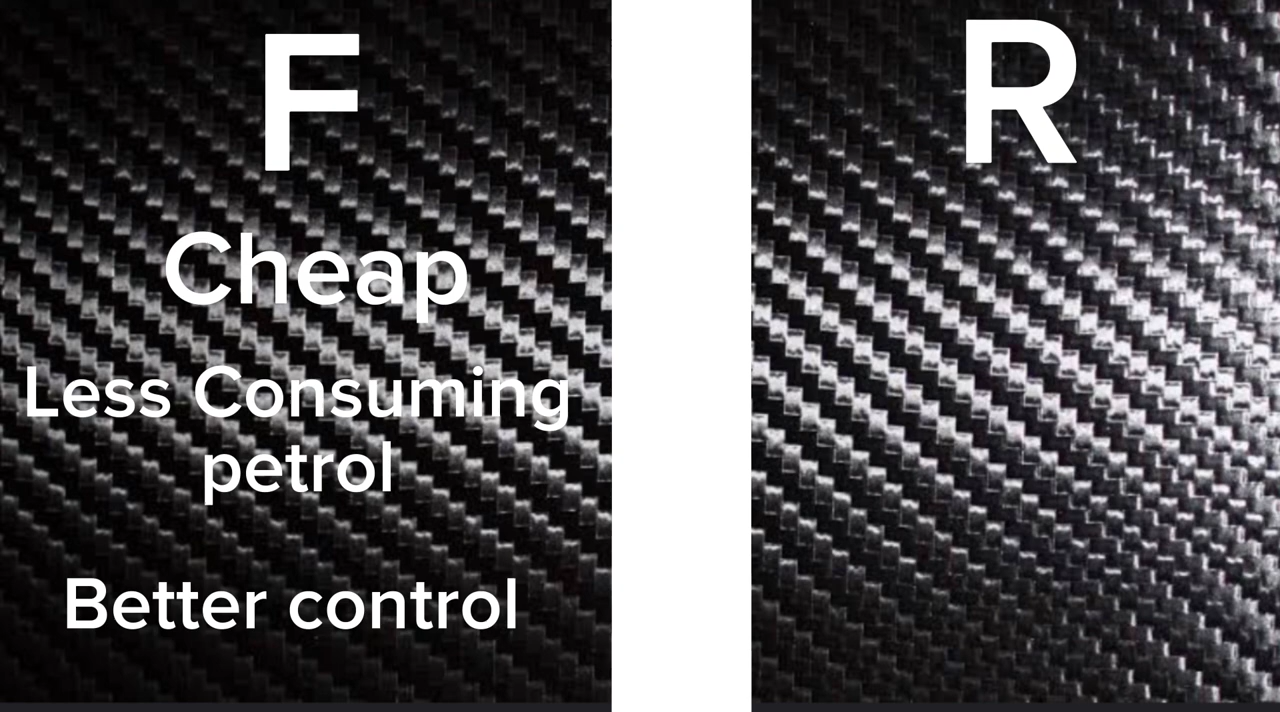 F
Cheap
Less Consuming
petrol
Better control
R